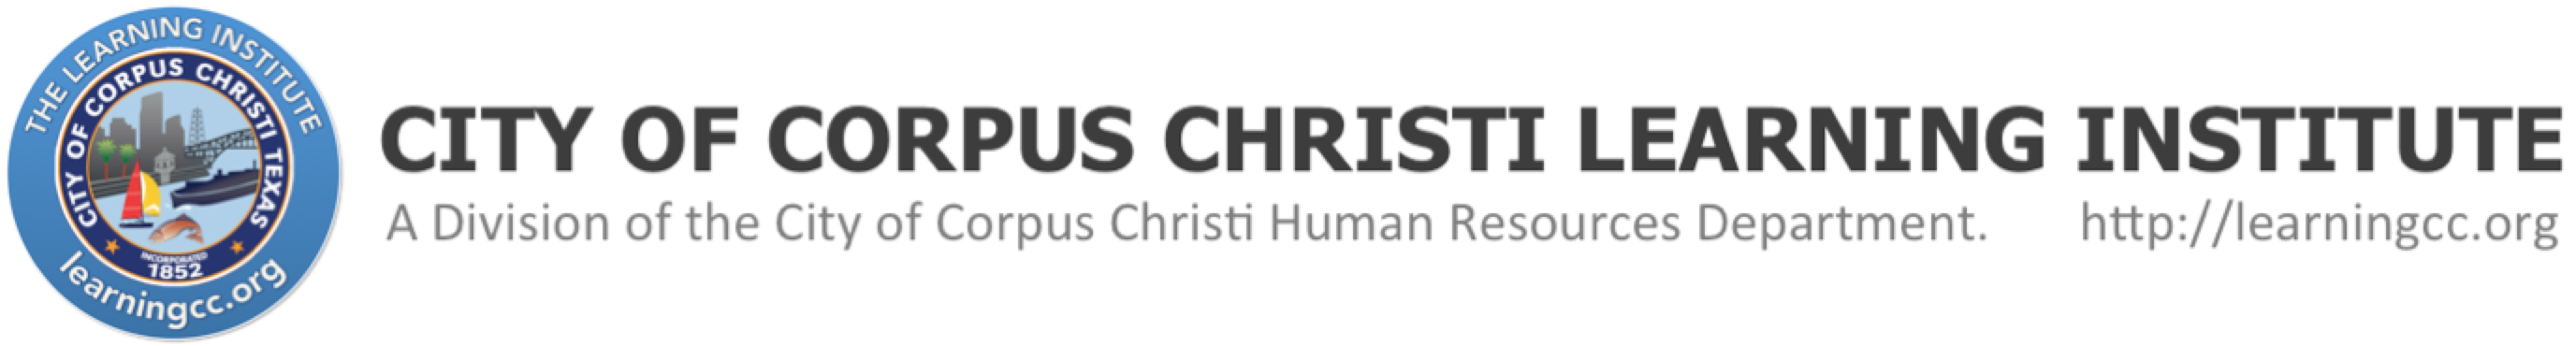 THE LEARNING INSTITUTE
CITY OF CORPUS CHRISTI TEXAS
INCORPORATED
1852
learningcc.org
CITY OF CORPUS CHRISTI LEARNING INSTITUTE
A Division of the City of Corpus Christi Human Resources Department. http://learningcc.org